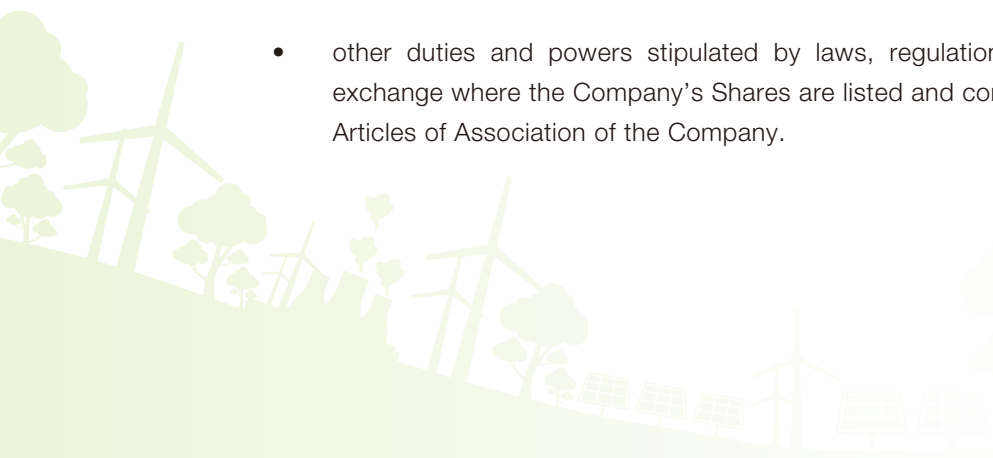 • other duties and powers stipulated by laws, regulation
exchange where the Company's Shares are listed and
Articles of Association of the Company.